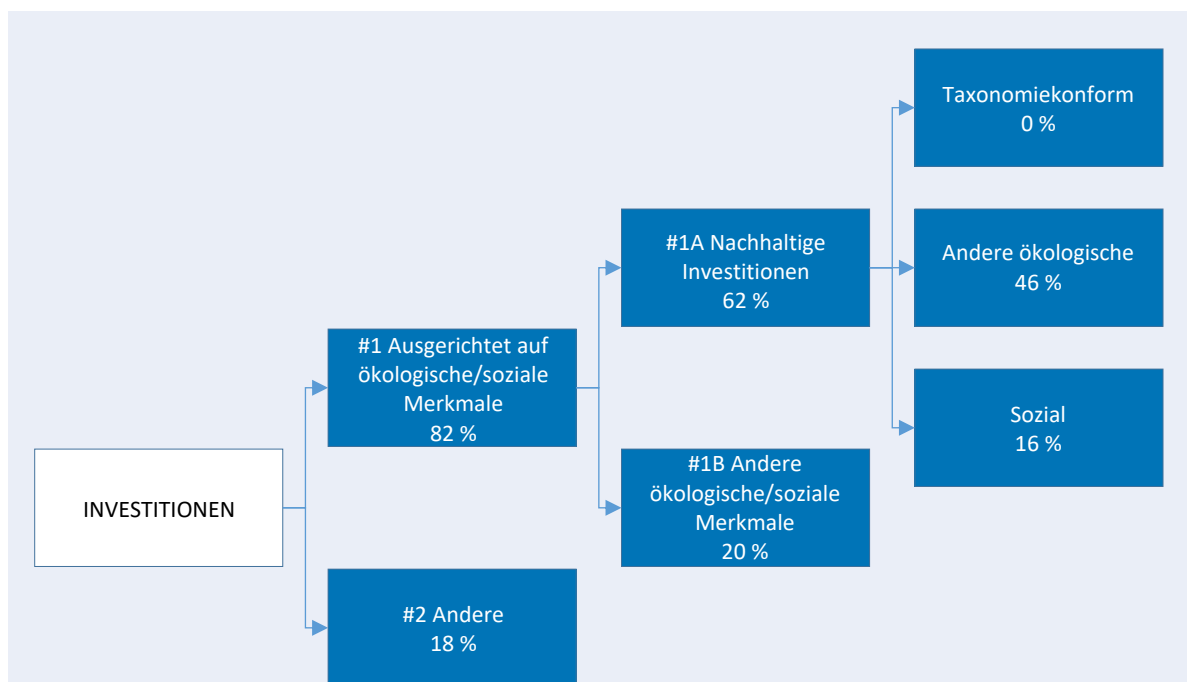 Taxonomiekonform
0 %
#1A Nachhaltige
Investitionen
62 %
Andere ökologische
46 %
#1 Ausgerichtet auf
ökologische/soziale
Merkmale
82 %
Sozial
16 %
#1B Andere
ökologische/soziale
Merkmale
20 %
INVESTITIONEN
#2 Andere
18 %